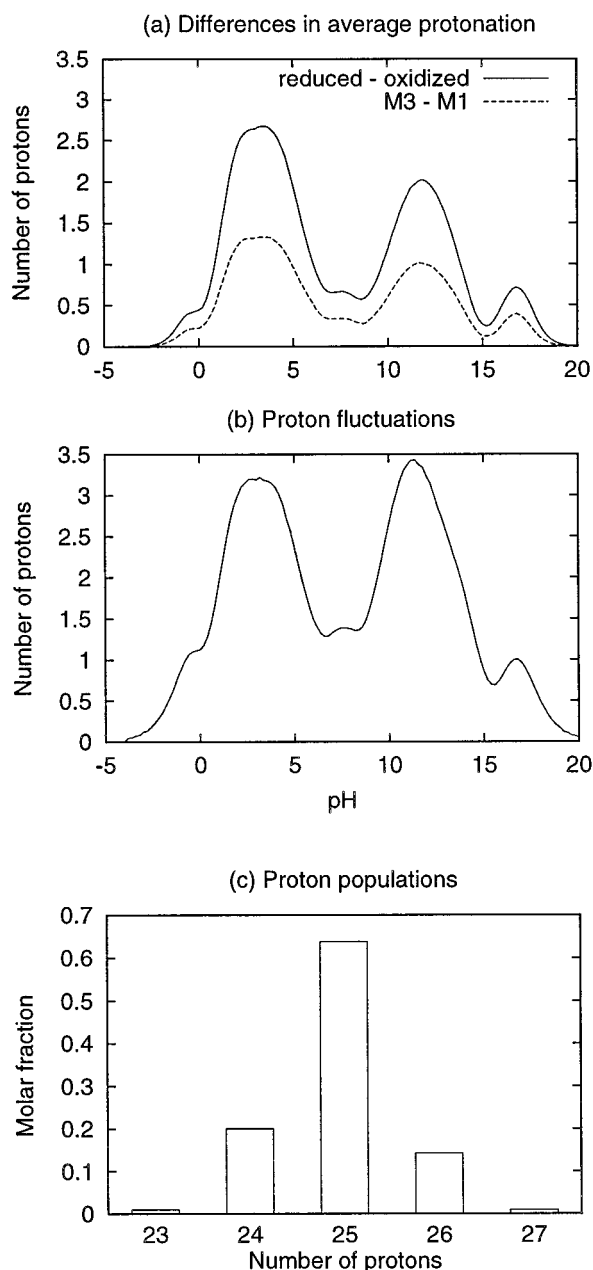 (a) Differences in average protonation
3.5
reduced - oxidized
M3 - M1
3
2.5
2
1.5
1
0.5
0
Number of protons
-5 0 5 10 15 20
(b) Proton fluctuations
3.5
3
2.5
2
1.5
1
0.5
0
Number of protons
-5 0 5 10 15 20
pH
(c) Proton populations
0.7
0.6
0.5
0.4
0.3
0.2
0.1
0
Molar fraction
23 24 25 26 27
Number of protons